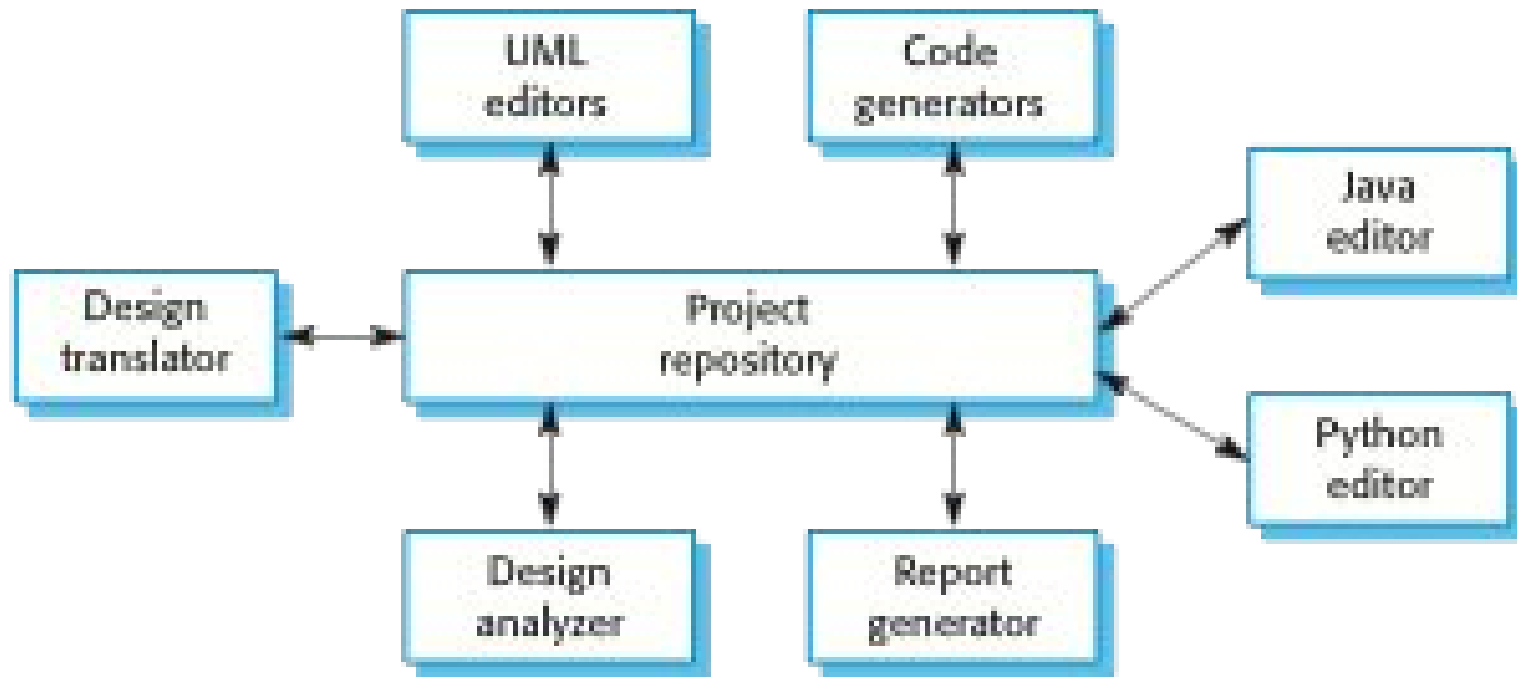 UML
editors
Code
generators
Java
editor
Design
translator
Project
repository
Python
editor
Design
analyzer
Report
generator